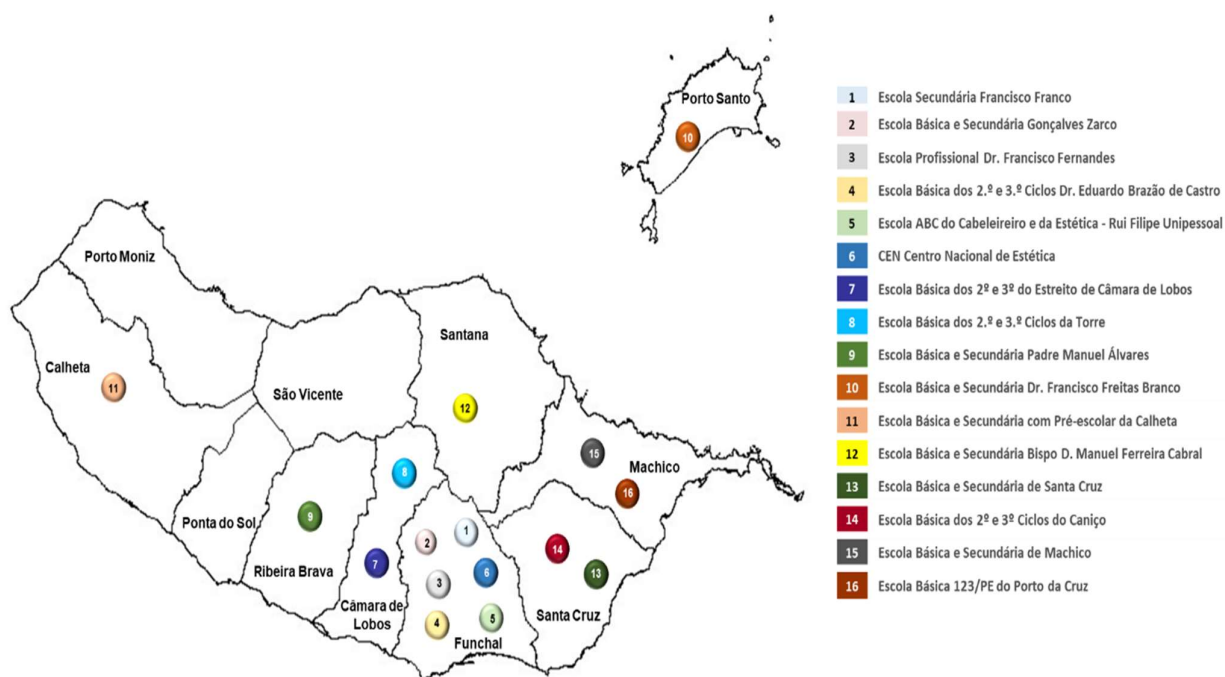 Porto Santo
10
Porto Moniz
Calheta
11
São Vicente
Santana
12
15
Machico
16
8
Ponta do Sol
9
Ribeira Brava
7
Câmara de
Lobos
1
2
6
3
4
5
Funchal
14
13
Santa Cruz
1 Escola Secundária Francisco Franco
2 Escola Básica e Secundária Gonçalves Zarco
3 Escola Profissional Dr. Francisco Fernandes
4 Escola Básica dos 2.º e 3.º Ciclos Dr. Eduardo Brazão de Castro
5 Escola ABC do Cabeleireiro e da Estética - Rui Filipe Unipessoal
6 CEN Centro Nacional de Estética
7 Escola Básica dos 2º e 3º do Estreito de Câmara de Lobos
8 Escola Básica dos 2.º e 3.º Ciclos da Torre
9 Escola Básica e Secundária Padre Manuel Álvares
10 Escola Básica e Secundária Dr. Francisco Freitas Branco
11 Escola Básica e Secundária com Pré-escolar da Calheta
12 Escola Básica e Secundária Bispo D. Manuel Ferreira Cabral
13 Escola Básica e Secundária de Santa Cruz
14 Escola Básica dos 2º e 3º Ciclos do Caniço
15 Escola Básica e Secundária de Machico
16 Escola Básica 123/PE do Porto da Cruz